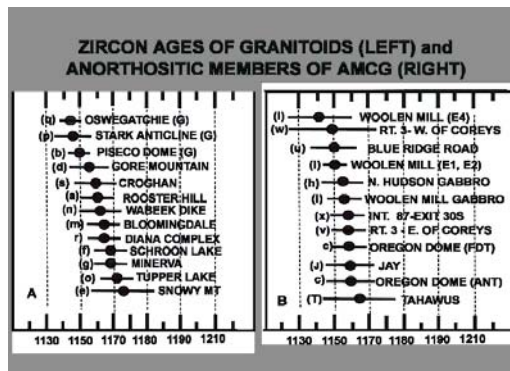 ZIRCON AGES OF GRANITOIDS (LEFT) and
ANORTHOSITIC MEMBERS OF AMCG (RIGHT)
(q) OSWEGATCHIE (G)
(p) STARK ANTICLINE (G)
(b) PISECO DOME (G)
(d) GORE MOUNTAIN
(s) CROGHAN
(a) ROOSTER HILL
(n) WABEEK DIKE
(m) BLOOMINGDALE
r) DIANA COMPLEX
(f) SCHROON LAKE
(g) MINERVA
(o) TUPPER LAKE
(e) SNOWY MT
A
1130 1150 1170 1190 1210
(l) WOOLEN MILL (E4)
(w) RT. 3- W. OF COREYS
(u) BLUE RIDGE ROAD
(l) WOOLEN MILL (E1, E2)
(h) N. HUDSON GABBRO
(l) WOOLEN MILL GABBRO
(x) INT. 87-EXIT 30S
(v) RT. 3 - E. OF COREYS
c) OREGON DOME (FDT)
(J) JAY
c) OREGON DOME (ANT)
(T) TAHAWUS
B
1130 1150 1170 1190 1210